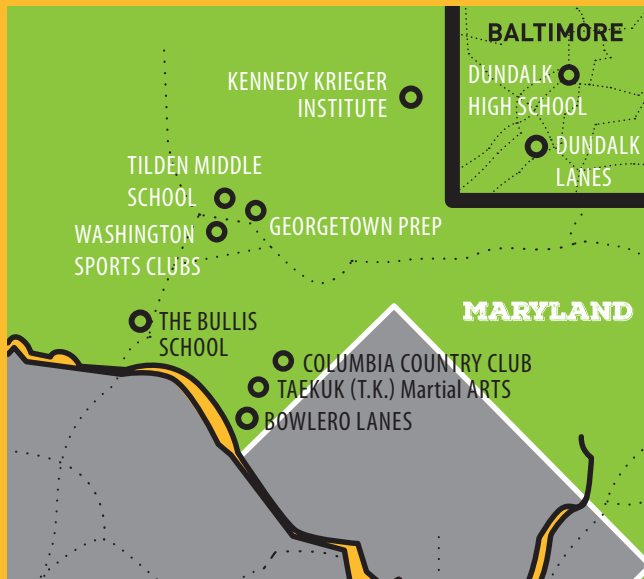 BALTIMORE
DUNDALK
HIGH SCHOOL
DUNDALK
LANES
KENNEDY KRIEGER
INSTITUTE
TILDEN MIDDLE
SCHOOL
GEORGETOWN PREP
WASHINGTON
SPORTS CLUBS
MARYLAND
THE BULLIS
SCHOOL
COLUMBIA COUNTRY CLUB
TAEKUK (T.K.) Martial ARTS
BOWLERO LANES